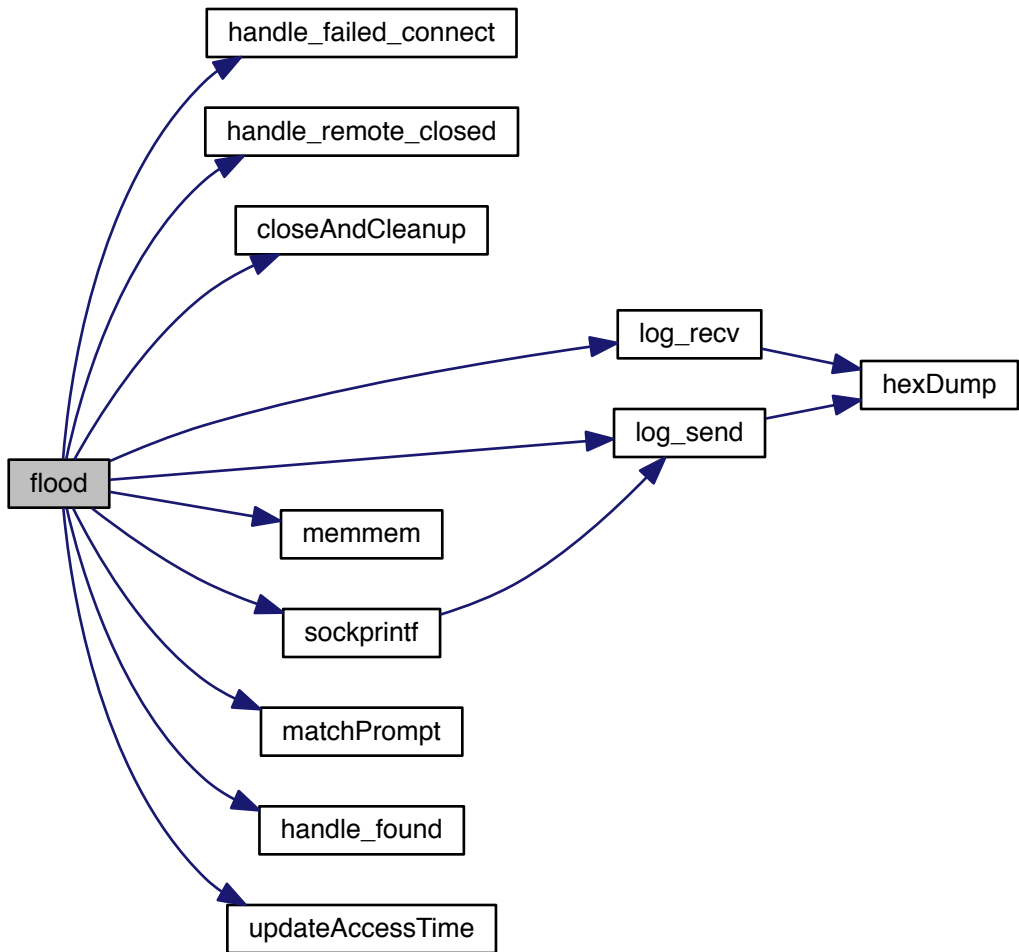 handle_failed_connect
handle_remote_closed
closeAndCleanup
log_recv
hexDump
log_send
flood
memmem
sockprintf
matchPrompt
handle_found
updateAccessTime